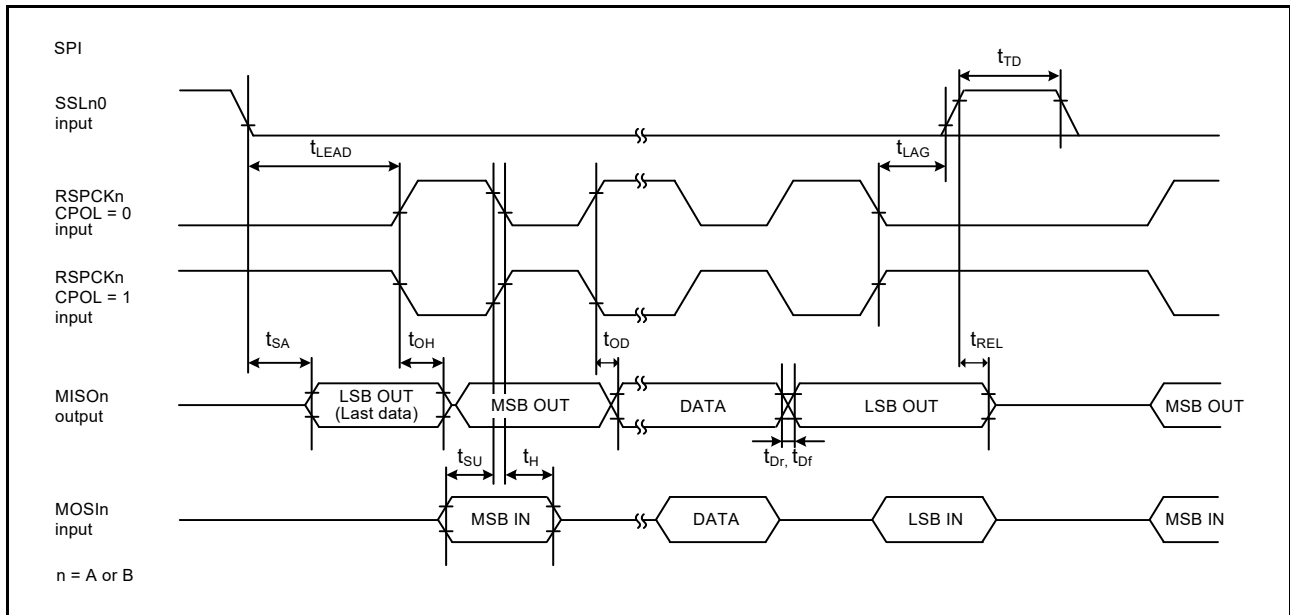 SPI
tTD
SSLn0
input
tLEAD
tLAG
RSPCKn
CPOL = 0
input
RSPCKn
CPOL = 1
input
tSA
tOH
tOD
tREL
MISOn
output
LSB OUT
(Last data)
MSB OUT
DATA
LSB OUT
MSB OUT
tSU
tH
tDr, tDf
MOSIn
input
MSB IN
DATA
LSB IN
MSB IN
n = A or B